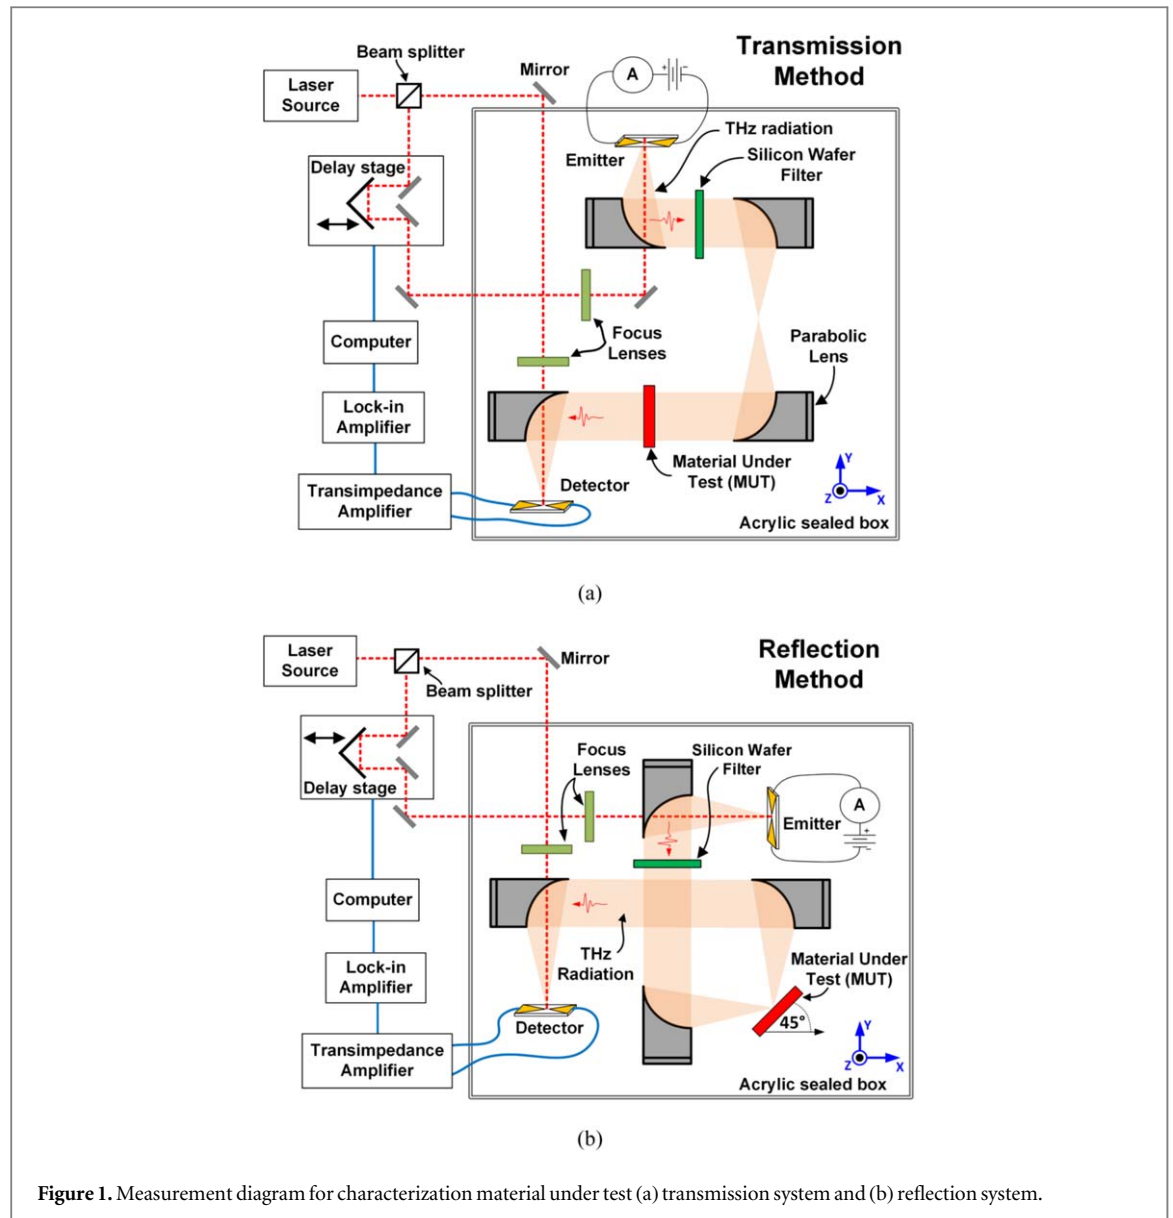 Transmission
Method
Beam splitter
Laser
Source
Mirror
A
+
−
THz radiation
Emitter
Silicon Wafer
Filter
Delay stage
Focus
Lenses
Computer
Parabolic
Lens
Lock-in
Amplifier
Material Under
Test (MUT)
Transimpedance
Amplifier
Detector
Y
Z
X
Acrylic sealed box
(a)
Reflection
Method
Laser
Source
Mirror
Beam splitter
Focus
Lenses
Silicon Wafer
Filter
Delay stage
Emitter
A
+
−
Computer
THz
Radiation
Material Under
Test (MUT)
Lock-in
Amplifier
45°
Detector
Transimpedance
Amplifier
Y
Z
X
Acrylic sealed box
(b)
Figure 1. Measurement diagram for characterization material under test (a) transmission system and (b) reflection system.